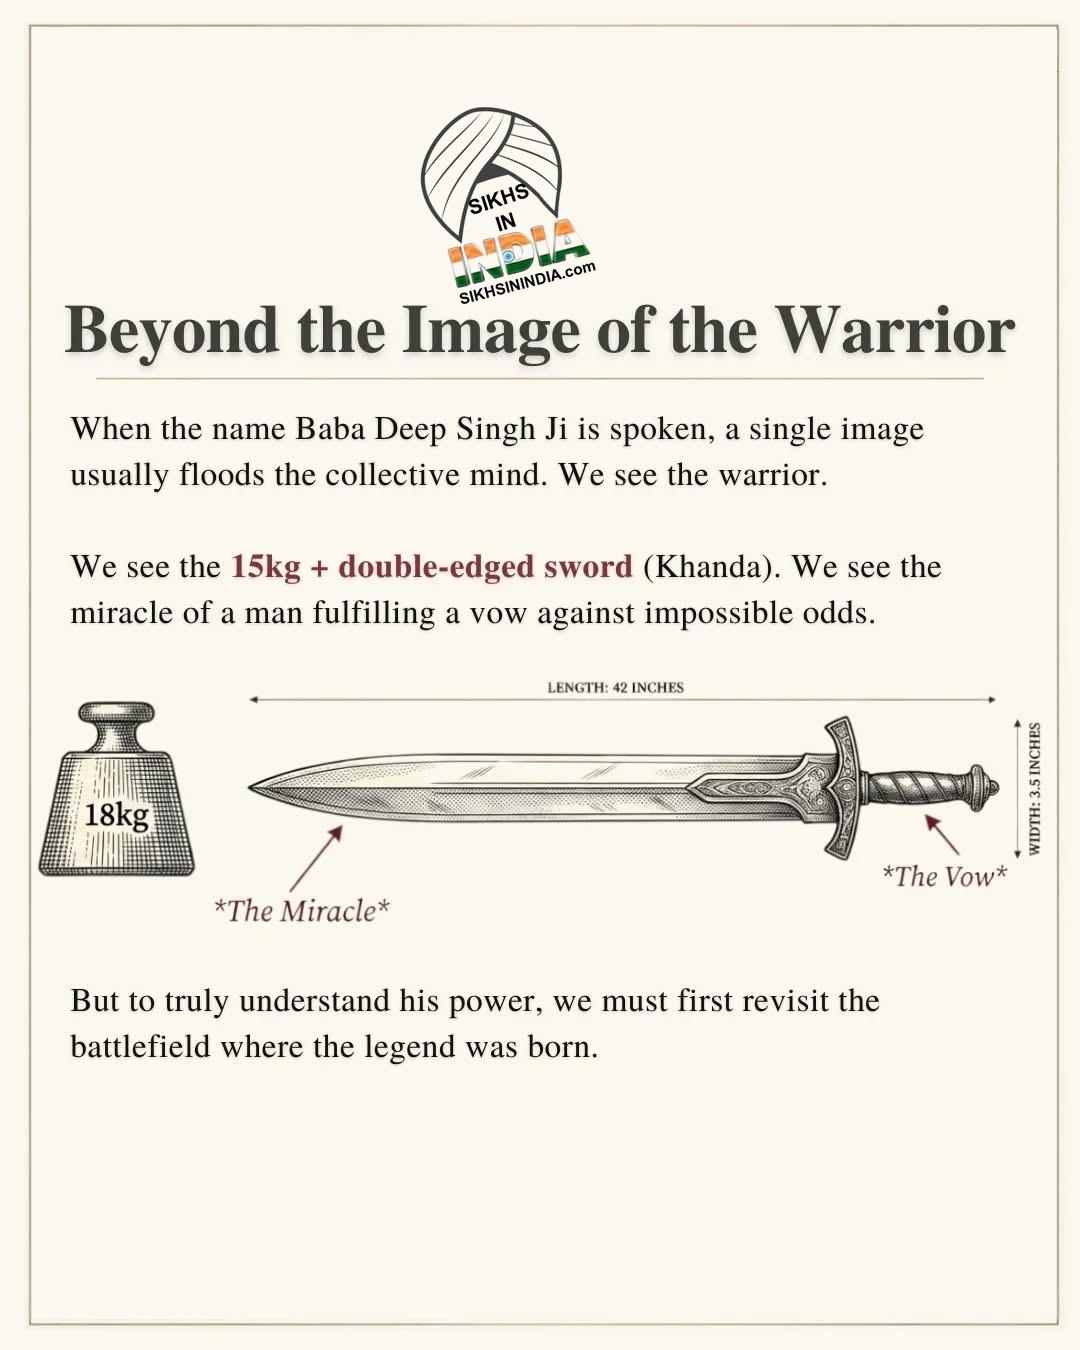 SIKHS
IN
INDIA
SIKHSININDIA.com
Beyond the Image of the Warrior
When the name Baba Deep Singh Ji is spoken, a single image
usually floods the collective mind. We see the warrior.
We see the 15kg + double-edged sword (Khanda). We see the
miracle of a man fulfilling a vow against impossible odds.
LENGTH: 42 INCHES
WIDTH: 3.5 INCHES
18kg
*The Vow*
*The Miracle*
But to truly understand his power, we must first revisit the
battlefield where the legend was born.